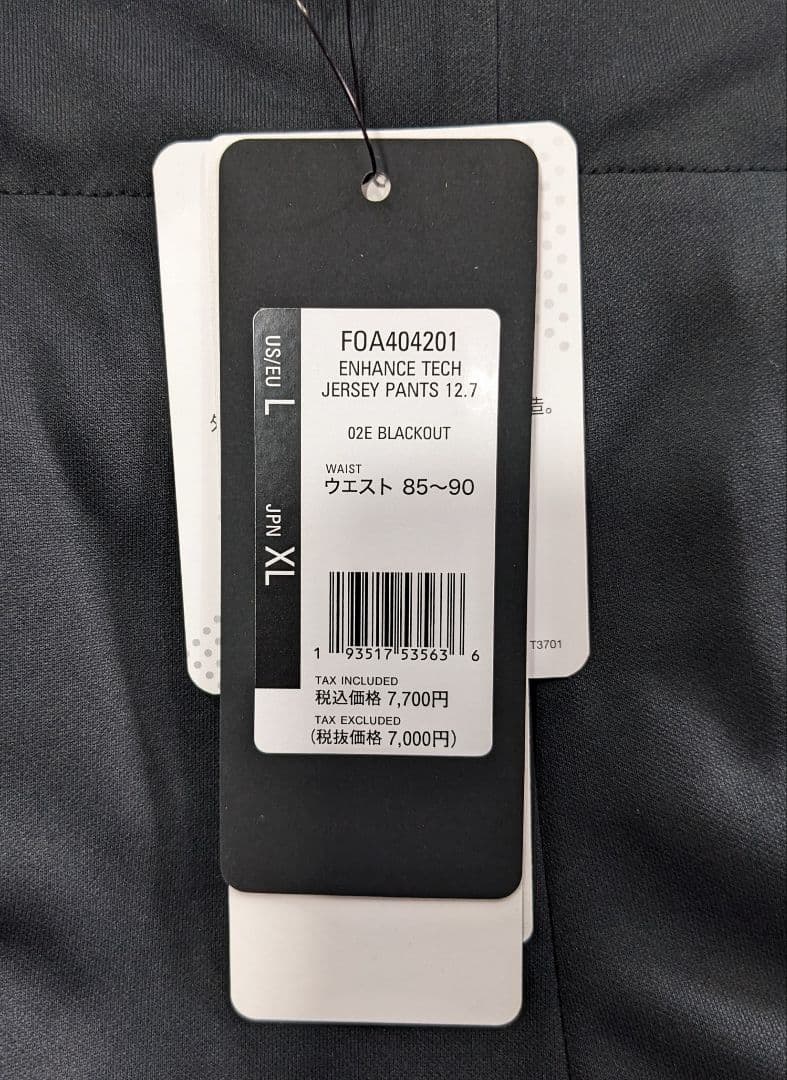 FOA404201
ENHANCE TECH
JERSEY PANTS 12.7
02E BLACKOUT
WAIST
ウエスト 85〜90
US/EU L
JPN XL
1 93517 53563 6
TAX INCLUDED
税込価格 7,700円
TAX EXCLUDED
(税抜価格 7,000円)
造。
T3701